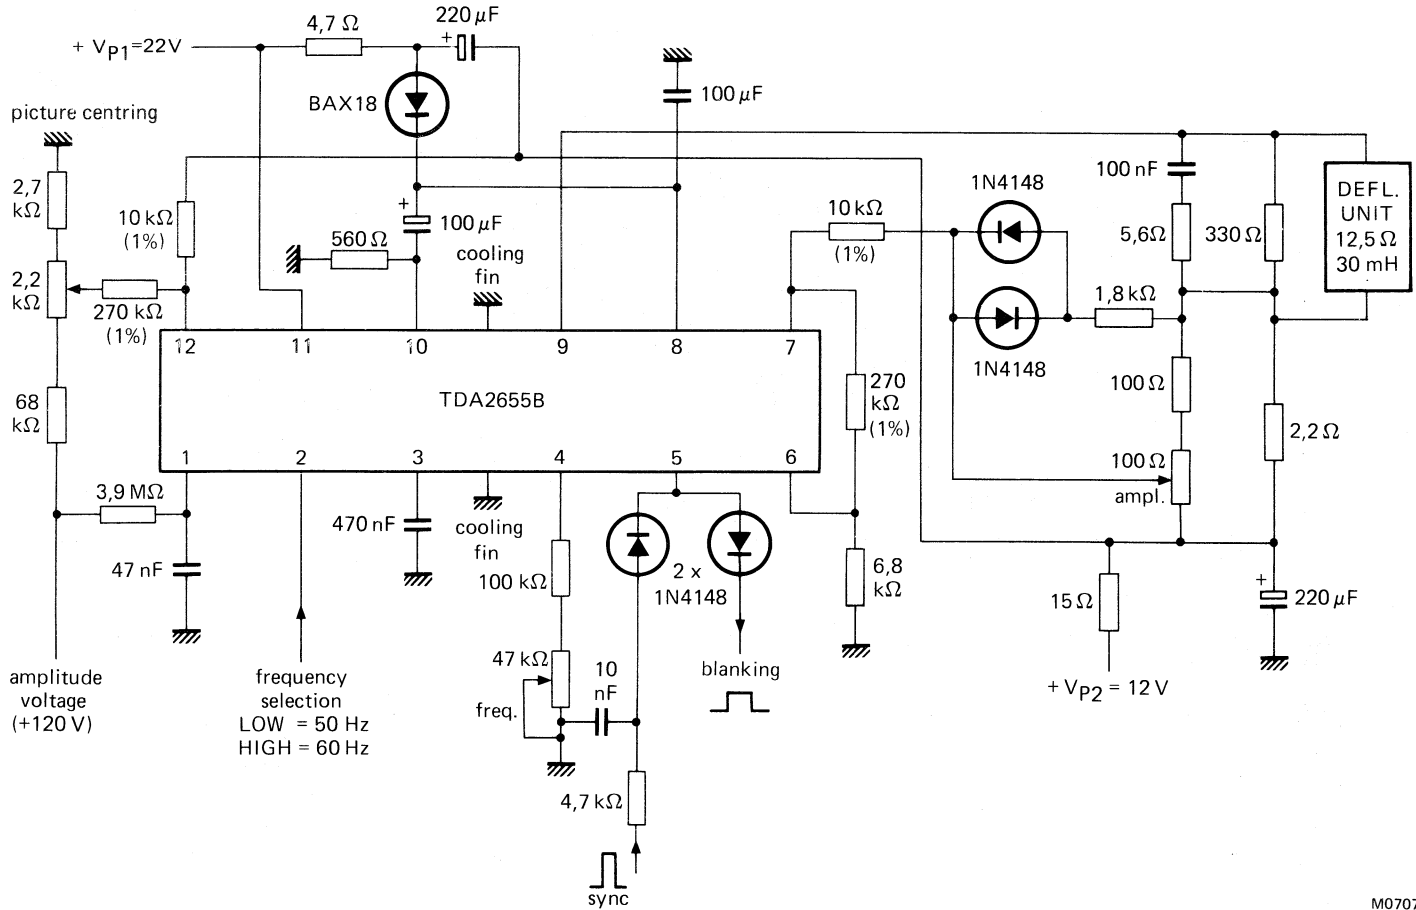 4,7 Ω
220 μF
+
+ VP1=22V
BAX18
100 μF
picture centring
2,7
kΩ
10 kΩ
(1%)
+
100 μF
560 Ω
cooling
fin
2,2
kΩ
270 kΩ
(1%)
10 kΩ
(1%)
1N4148
1N4148
100 nF
5,6Ω
330Ω
1,8 kΩ
DEFL.
UNIT
12,5 Ω
30 mH
12
11
10
9
8
7
TDA2655B
68
kΩ
270
kΩ
(1%)
100 Ω
100 Ω
ampl.
2,2 Ω
1
2
3
4
5
6
3,9 MΩ
47 nF
470 nF
cooling
fin
100 kΩ
2 x
1N4148
6,8
kΩ
15 Ω
+
220 μF
+ VP2 = 12 V
amplitude
voltage
(+120 V)
frequency
selection
LOW = 50 Hz
HIGH = 60 Hz
47 kΩ
freq.
10
nF
blanking
4,7 kΩ
sync
M0707